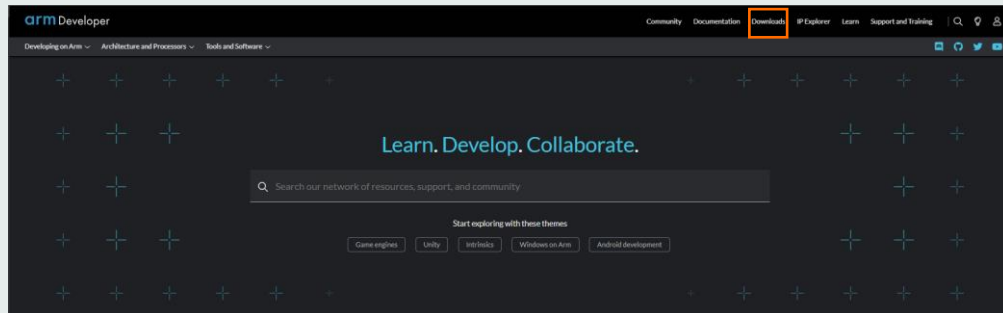 arm Developer
Community Documentation Downloads IP Explorer Learn Support and Training
Developing on Arm Architecture and Processors Tools and Software
Learn. Develop. Collaborate.
Search our network of resources, support, and community
Start exploring with these themes
Game engines Unity Intrinsics Windows on Arm Android development